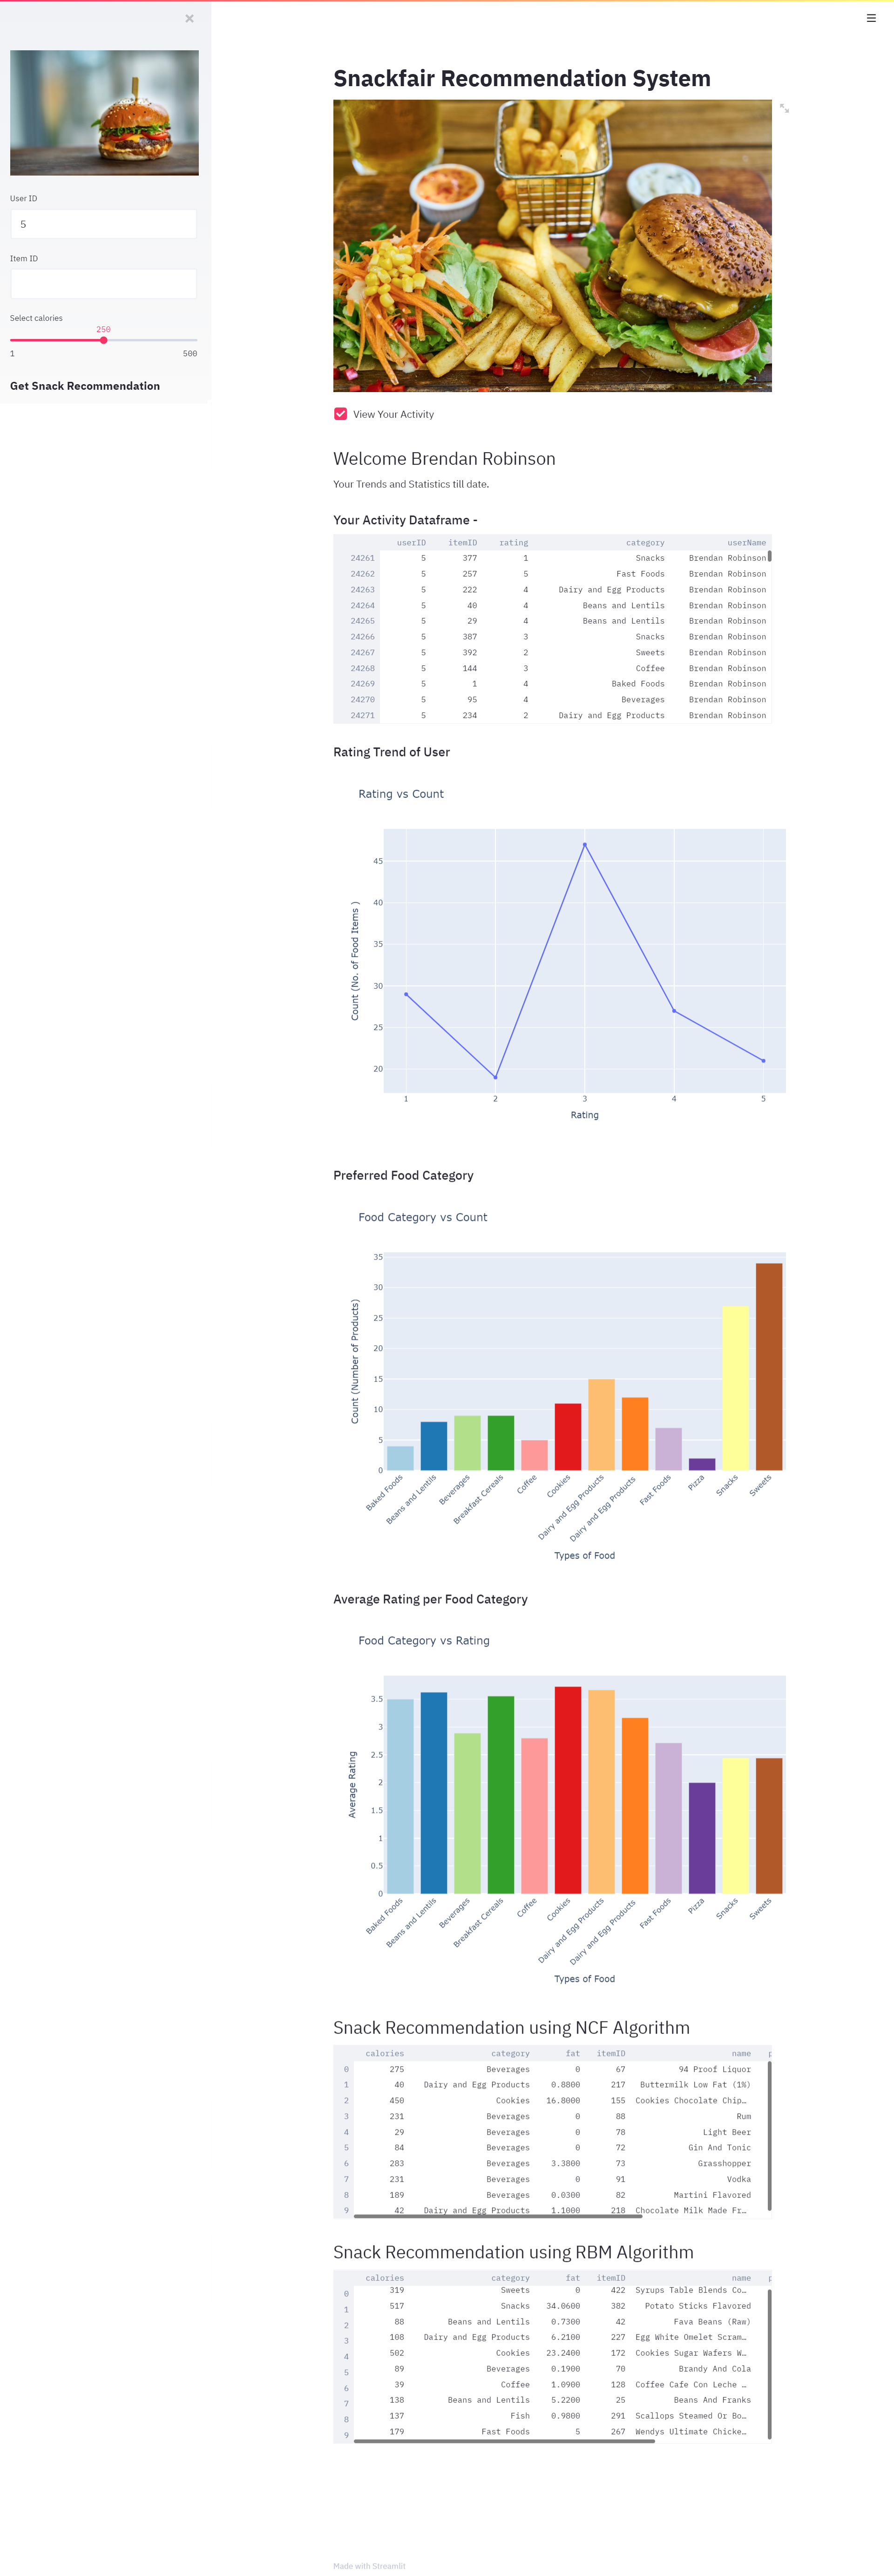 User ID
5
Item ID
Select calories
250
1 500
Get Snack Recommendation
Snackfair Recommendation System
View Your Activity
Welcome Brendan Robinson
Your Trends and Statistics till date.
Your Activity Dataframe -
userID itemID rating category userName
24261 5 377 1 Snacks Brendan Robinson
24262 5 257 5 Fast Foods Brendan Robinson
24263 5 222 4 Dairy and Egg Products Brendan Robinson
24264 5 40 4 Beans and Lentils Brendan Robinson
24265 5 29 4 Beans and Lentils Brendan Robinson
24266 5 387 3 Snacks Brendan Robinson
24267 5 392 2 Sweets Brendan Robinson
24268 5 144 3 Coffee Brendan Robinson
24269 5 1 4 Baked Foods Brendan Robinson
24270 5 95 4 Beverages Brendan Robinson
24271 5 234 2 Dairy and Egg Products Brendan Robinson
Rating Trend of User
Rating vs Count
Count (No. of Food Items )
45
40
35
30
25
20
1 2 3 4 5
Rating
Preferred Food Category
Food Category vs Count
Count (Number of Products)
35
30
25
20
15
10
5
0
Baked Foods
Beans and Lentils
Beverages
Breakfast Cereals
Coffee
Cookies
Dairy and Egg Products
Dairy and Egg Products
Fast Foods
Pizza
Snacks
Sweets
Types of Food
Average Rating per Food Category
Food Category vs Rating
Average Rating
3.5
3
2.5
2
1.5
1
0.5
0
Baked Foods
Beans and Lentils
Beverages
Breakfast Cereals
Coffee
Cookies
Dairy and Egg Products
Dairy and Egg Products
Fast Foods
Pizza
Snacks
Sweets
Types of Food
Snack Recommendation using NCF Algorithm
calories category fat itemID name
0 275 Beverages 0 67 94 Proof Liquor
1 40 Dairy and Egg Products 0.8800 217 Buttermilk Low Fat (1%)
2 450 Cookies 16.8000 155 Cookies Chocolate Chip…
3 231 Beverages 0 88 Rum
4 29 Beverages 0 78 Light Beer
5 84 Beverages 0 72 Gin And Tonic
6 283 Beverages 3.3800 73 Grasshopper
7 231 Beverages 0 91 Vodka
8 189 Beverages 0.0300 82 Martini Flavored
9 42 Dairy and Egg Products 1.1000 218 Chocolate Milk Made Fr…
Snack Recommendation using RBM Algorithm
calories category fat itemID name
0 319 Sweets 0 422 Syrups Table Blends Co…
1 517 Snacks 34.0600 382 Potato Sticks Flavored
2 88 Beans and Lentils 0.7300 42 Fava Beans (Raw)
3 108 Dairy and Egg Products 6.2100 227 Egg White Omelet Scram…
4 502 Cookies 23.2400 172 Cookies Sugar Wafers W…
5 89 Beverages 0.1900 70 Brandy And Cola
6 39 Coffee 1.0900 128 Coffee Cafe Con Leche …
7 138 Beans and Lentils 5.2200 25 Beans And Franks
8 137 Fish 0.9800 291 Scallops Steamed Or Bo…
9 179 Fast Foods 5 267 Wendys Ultimate Chicke…
Made with Streamlit